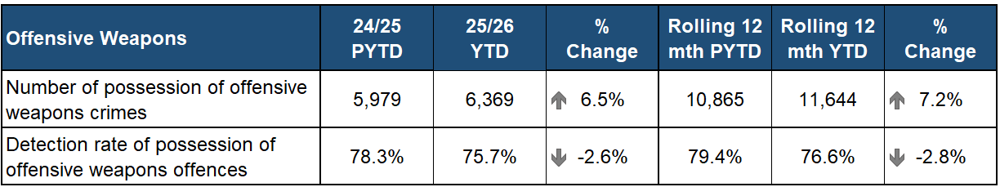 Offensive Weapons 24/25 PYTD 25/26 YTD % Change Rolling 12 mth PYTD Rolling 12 mth YTD % Change
Number of possession of offensive weapons crimes 5,979 6,369 6.5% 10,865 11,644 7.2%
Detection rate of possession of offensive weapons offences 78.3% 75.7% -2.6% 79.4% 76.6% -2.8%